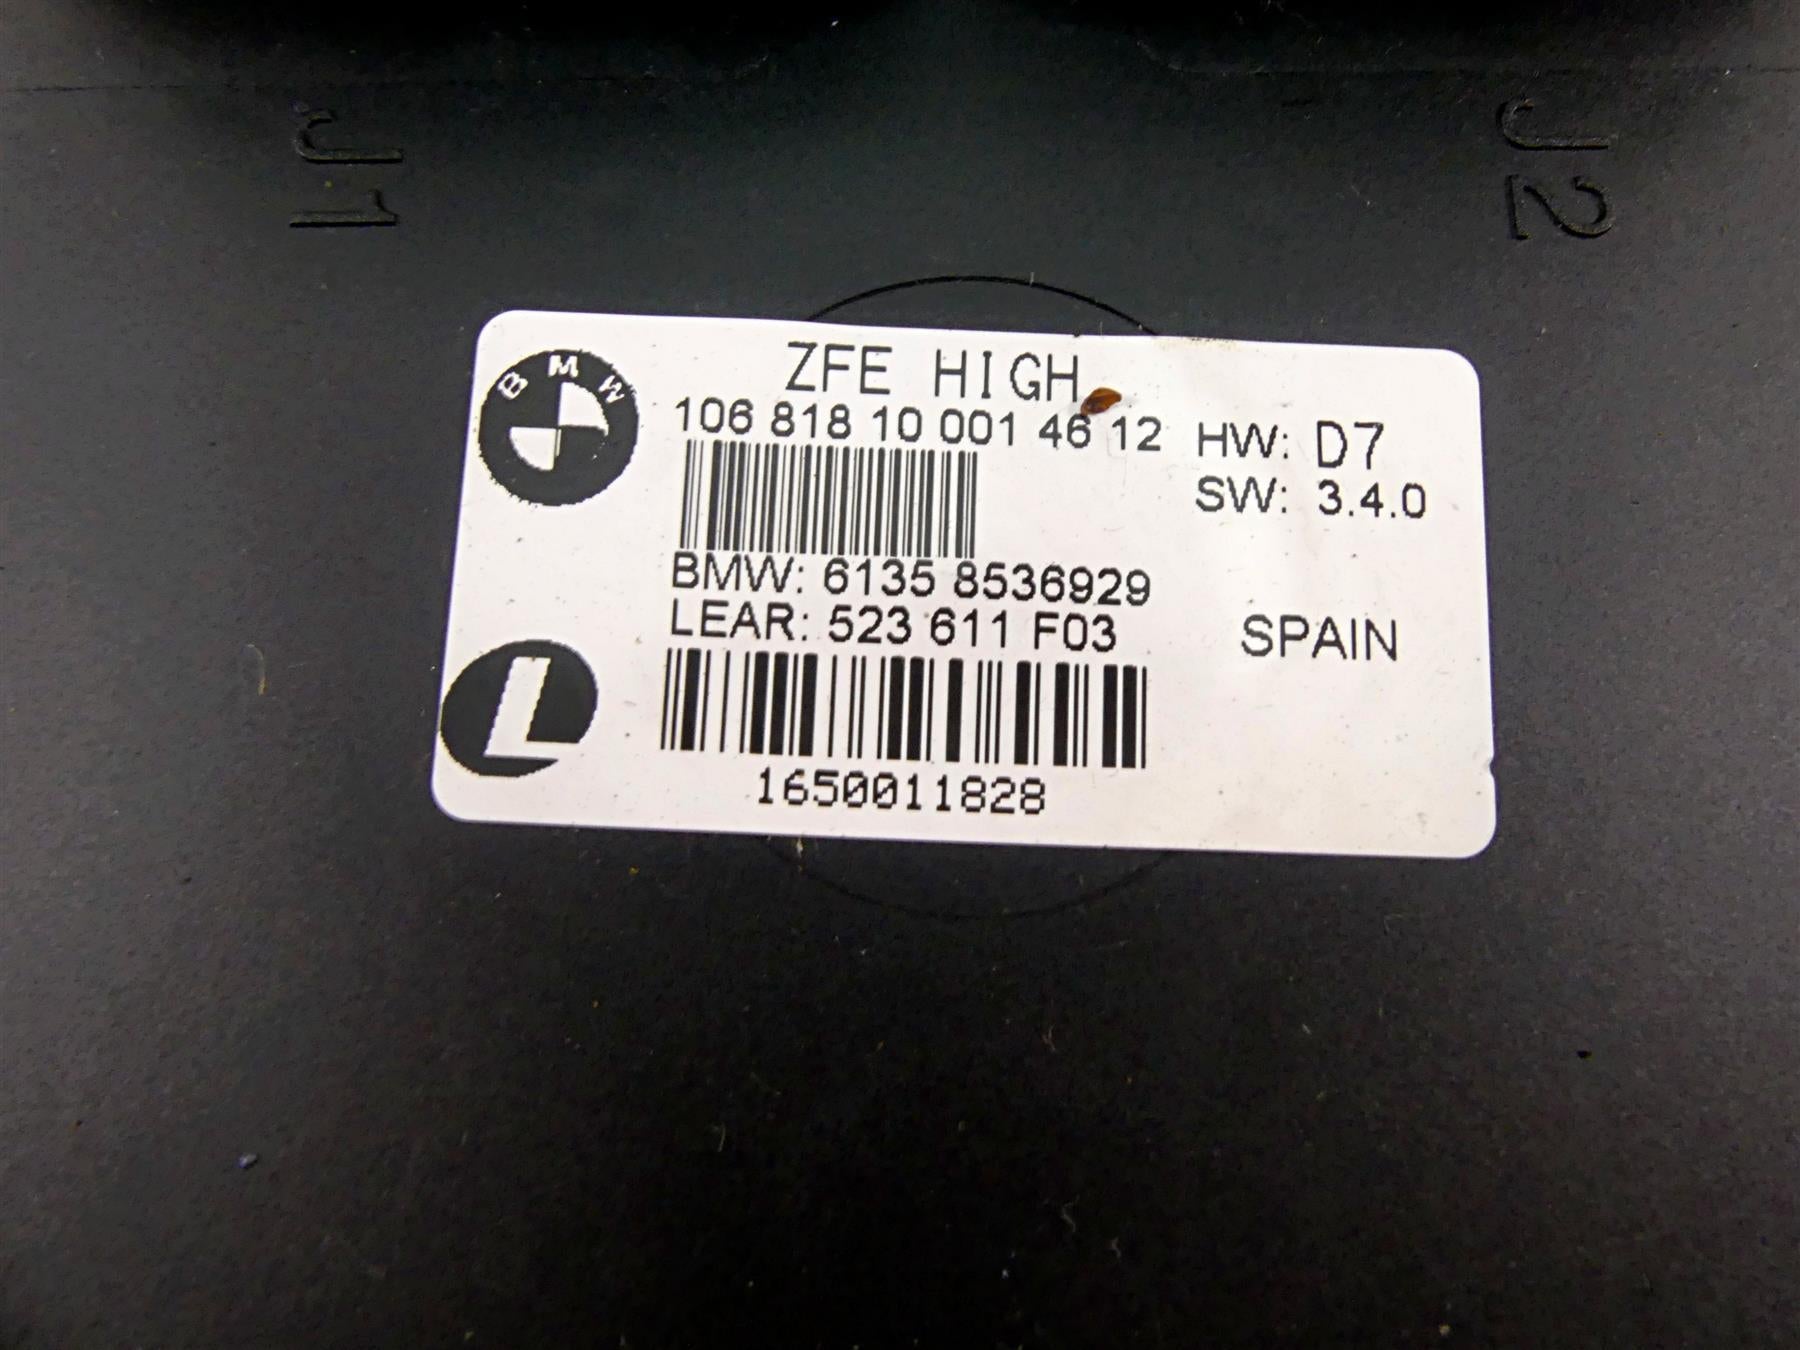 J1
J2
BMW
ZFE HIGH
106 818 10 001 46 12
HW: D7
SW: 3.4.0
BMW: 6135 8536929
LEAR: 523 611 F03
SPAIN
L
1650011828